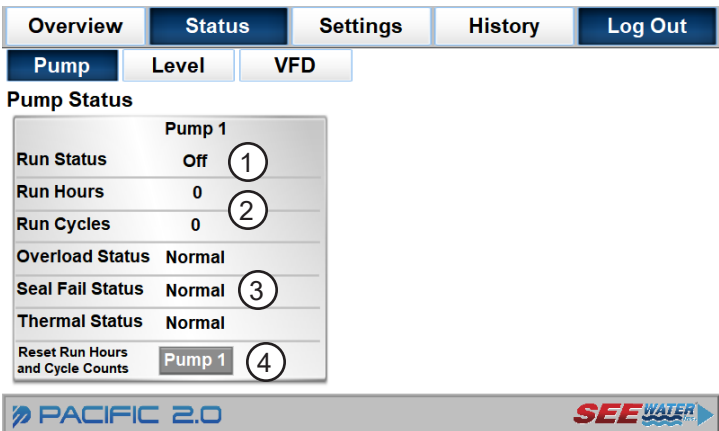 Overview Status Settings History Log Out
Pump Level VFD
Pump Status
Pump 1
Run Status Off 1
Run Hours 0
2
Run Cycles 0
Overload Status Normal
Seal Fail Status Normal 3
Thermal Status Normal
Reset Run Hours
and Cycle Counts Pump 1 4
PACIFIC 2.0 SEE WATER